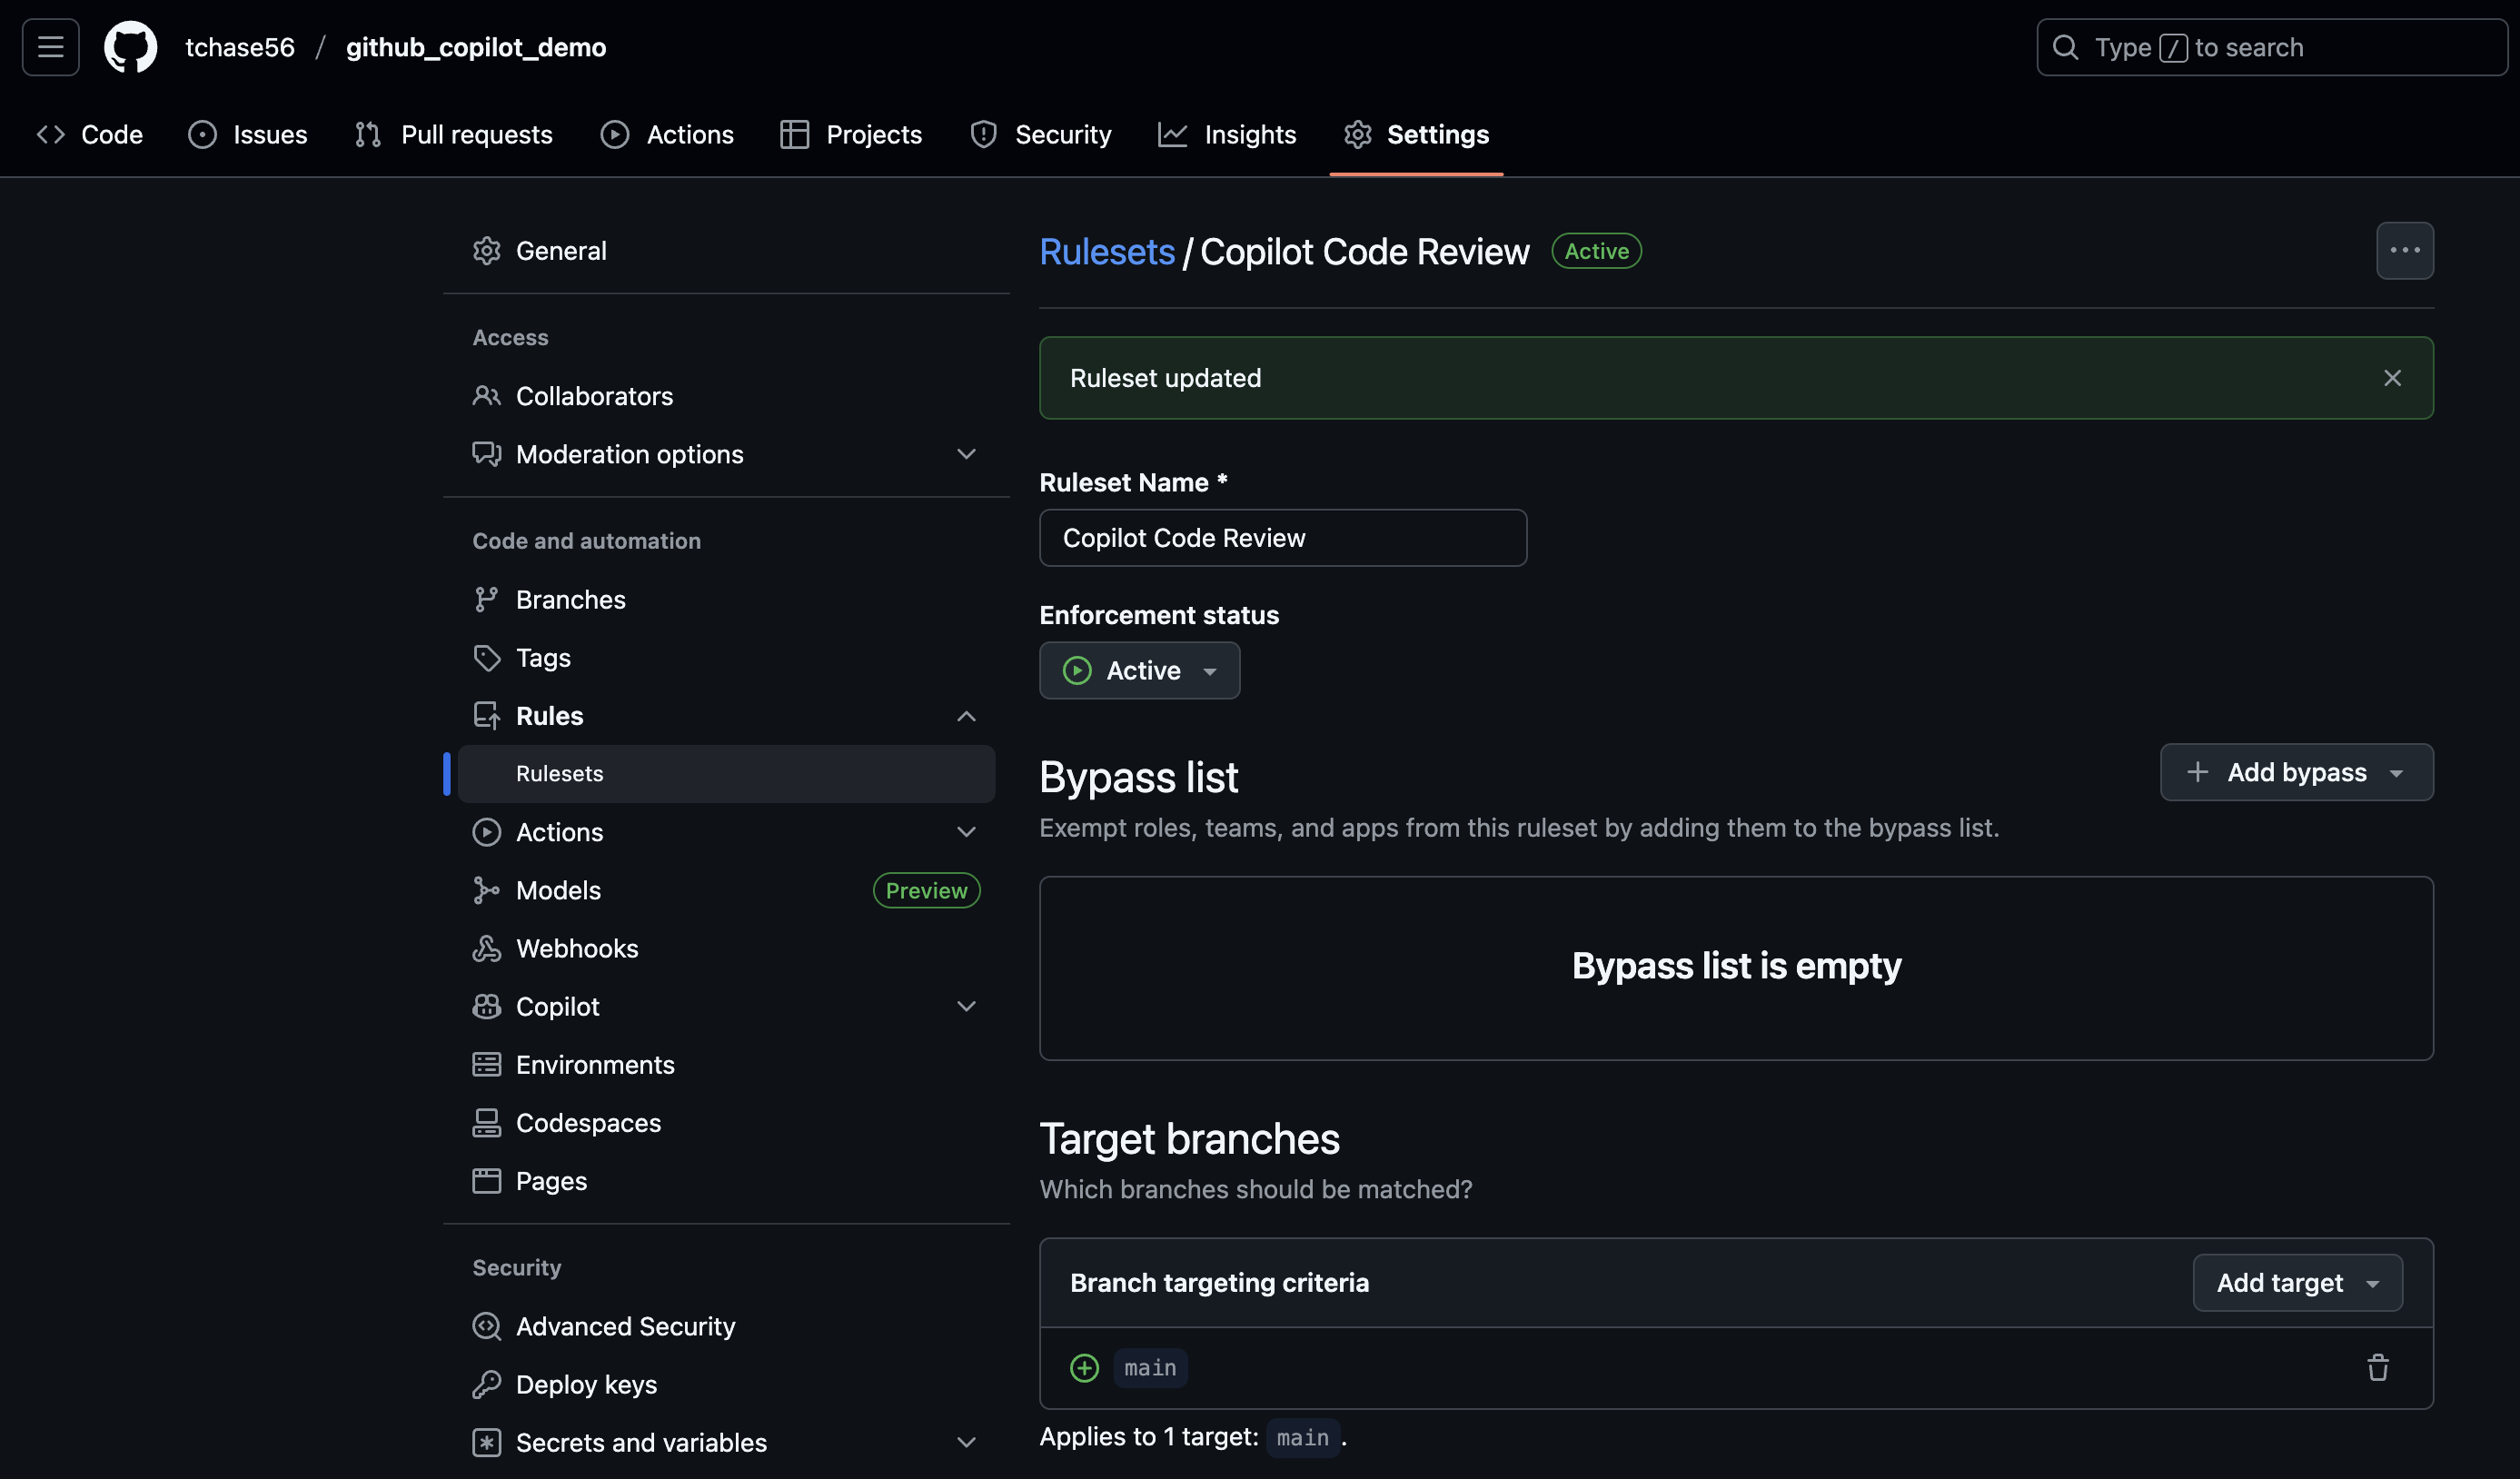 tchase56 / github_copilot_demo
Type / to search
Code Issues Pull requests Actions Projects Security Insights Settings
General
Access
Collaborators
Moderation options
Code and automation
Branches
Tags
Rules
Rulesets
Actions
Models Preview
Webhooks
Copilot
Environments
Codespaces
Pages
Security
Advanced Security
Deploy keys
Secrets and variables
Rulesets / Copilot Code Review Active
Ruleset updated
Ruleset Name *
Copilot Code Review
Enforcement status
Active
Bypass list
Add bypass
Exempt roles, teams, and apps from this ruleset by adding them to the bypass list.
Bypass list is empty
Target branches
Which branches should be matched?
Branch targeting criteria
Add target
main
Applies to 1 target: main.